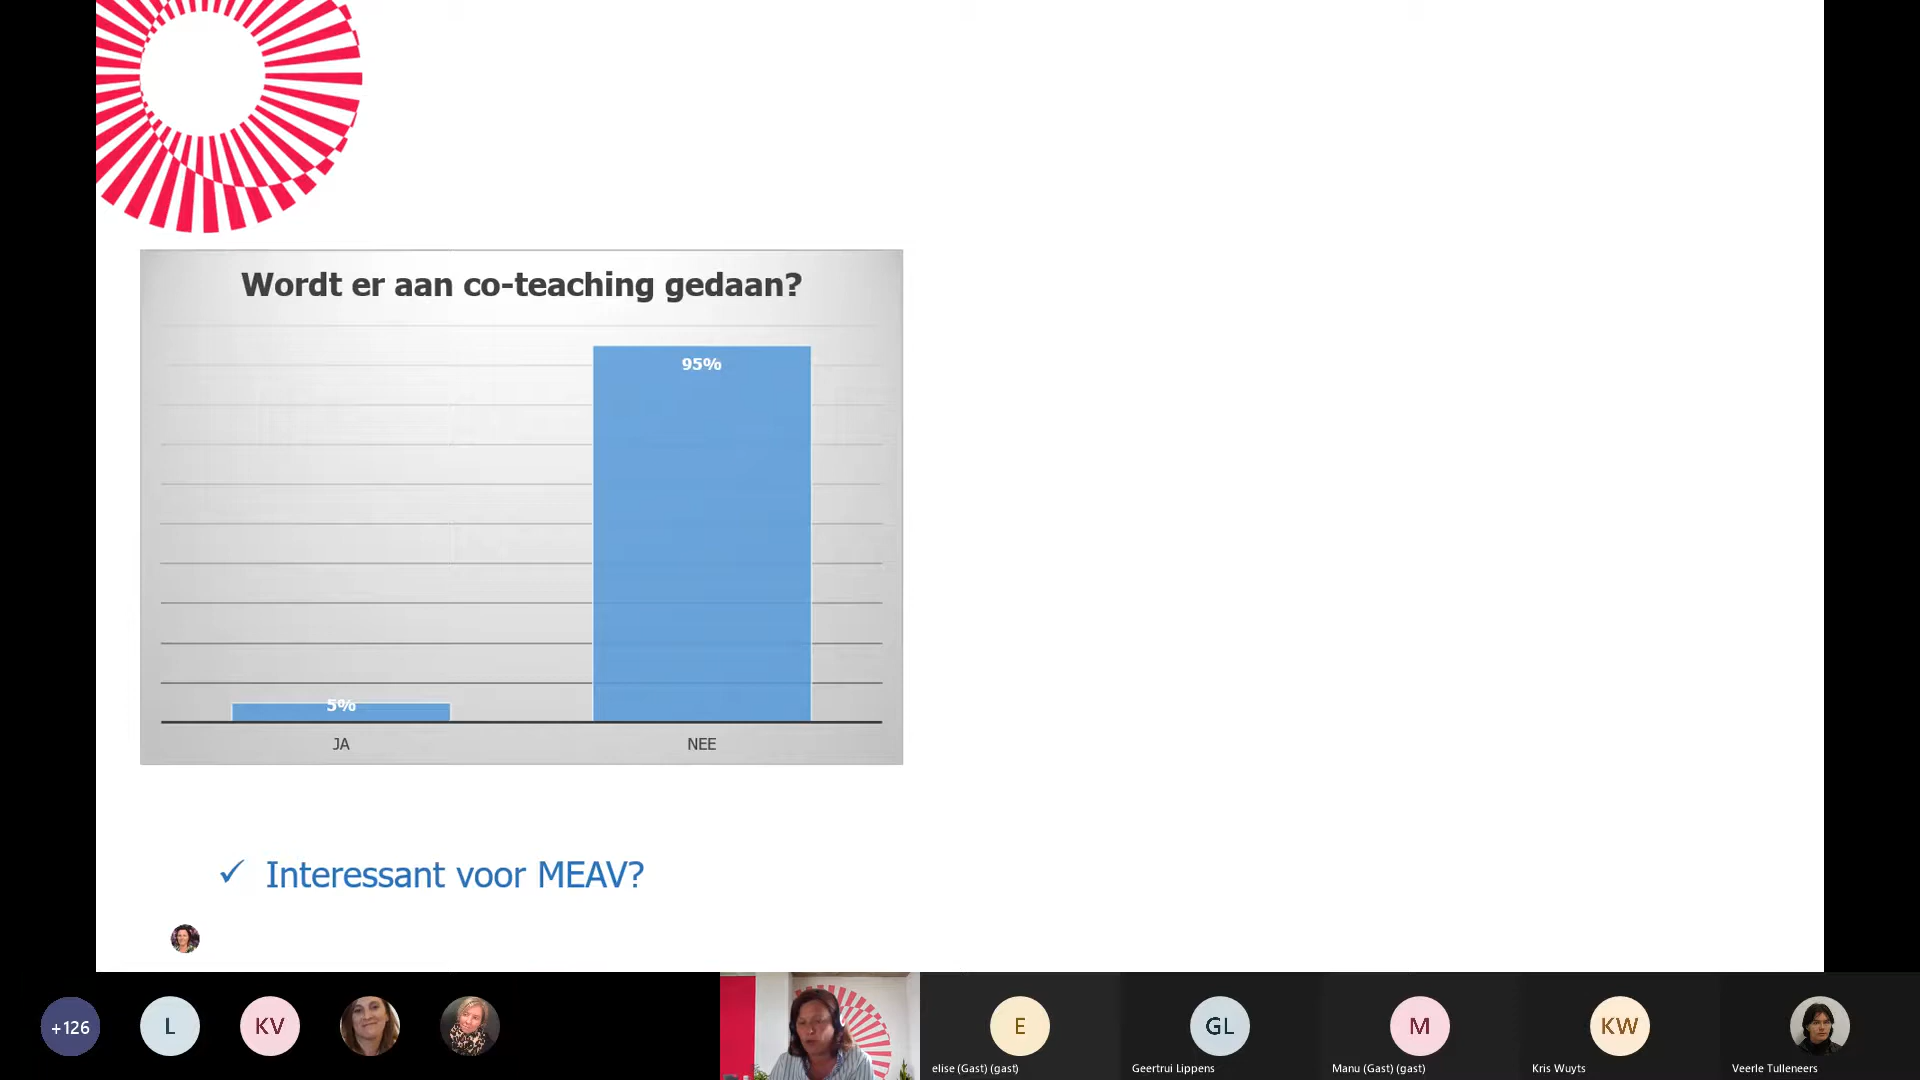 Wordt er aan co-teaching gedaan?
95%
5%
JA
NEE
✓ Interessant voor MEAV?
+126
L
KV
E
GL
M
KW
elise (Gast) (gast)
Geertrui Lippens
Manu (Gast) (gast)
Kris Wuyts
Veerle Tulleneers